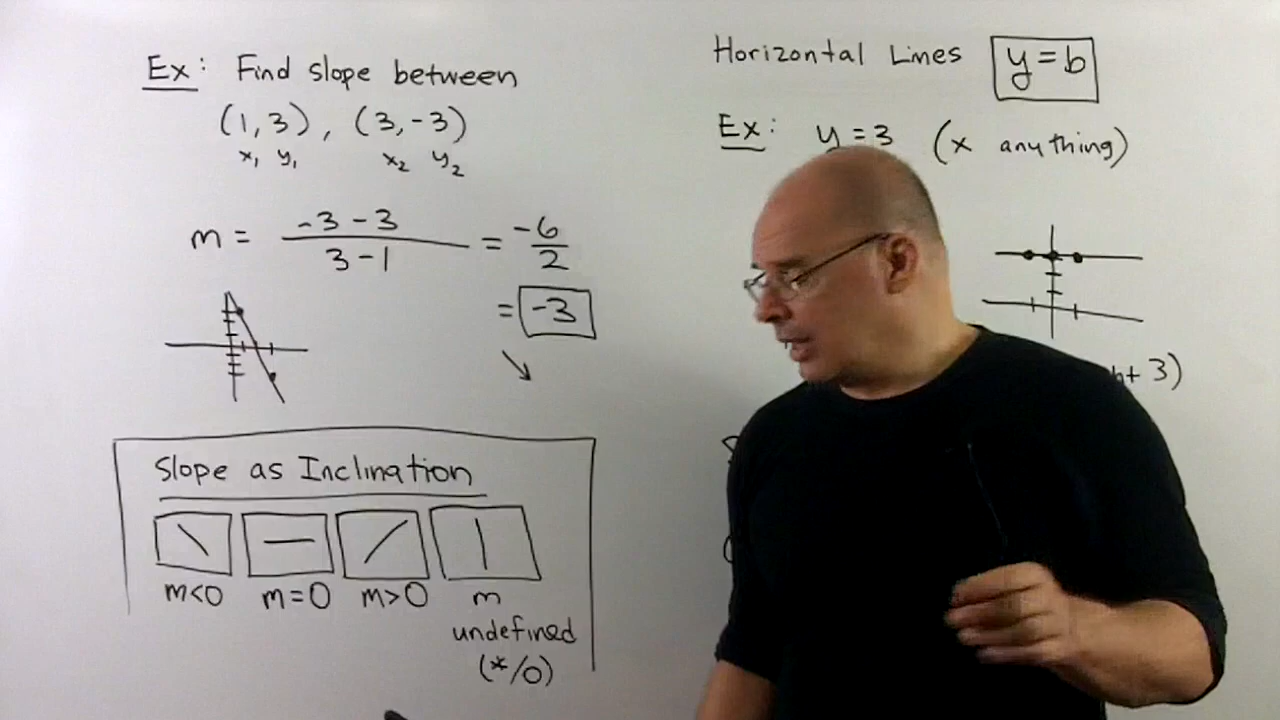 Ex: Find slope between
(1, 3), (3, -3)
x₁ y₁ x₂ y₂
m = -3 - 3 / 3 - 1 = -6/2
= -3
Slope as Inclination
m<0 m=0 m>0 m
undefined
(*/0)
Horizontal Lines y = b
Ex: y = 3 (x anything)
+ 3)